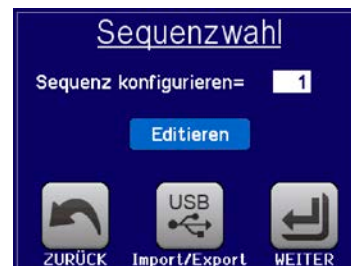 Sequenzwahl
Sequenz konfigurieren= 1
Editieren
USB
ZURÜCK Import/Export WEITER